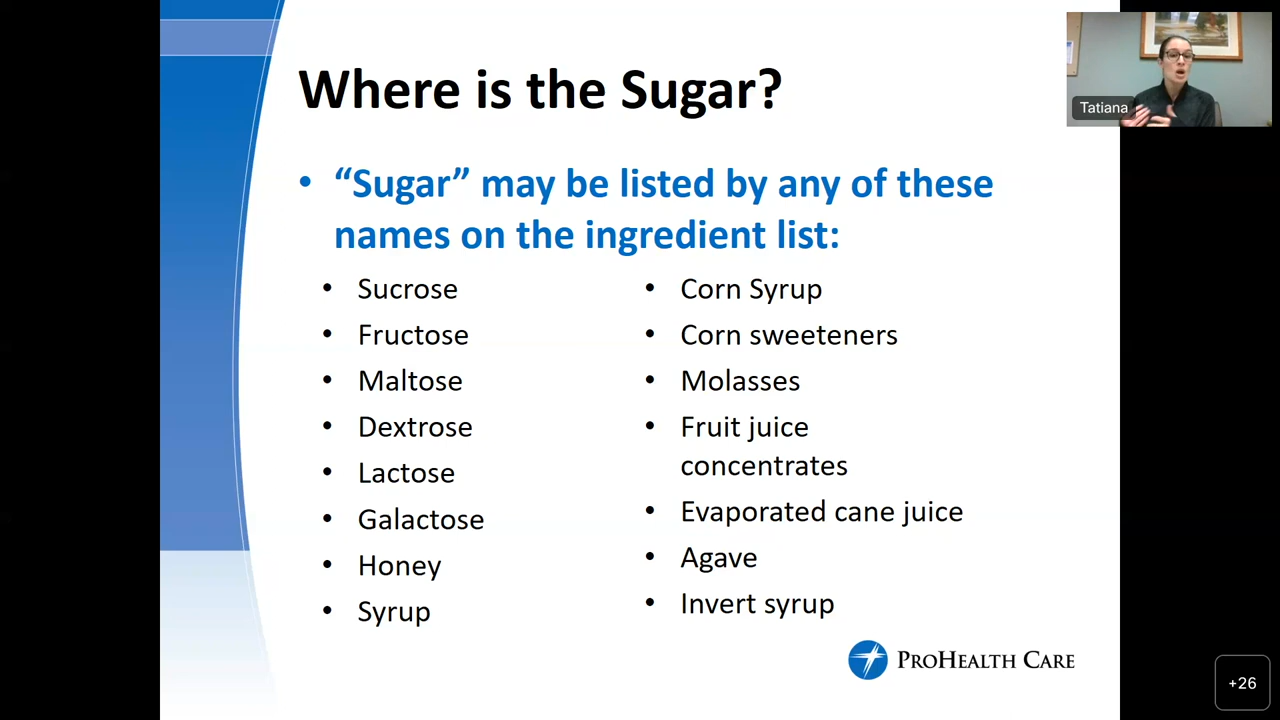 Where is the Sugar?
Tatiana
• “Sugar” may be listed by any of these
names on the ingredient list:
• Sucrose
• Fructose
• Maltose
• Dextrose
• Lactose
• Galactose
• Honey
• Syrup
• Corn Syrup
• Corn sweeteners
• Molasses
• Fruit juice
concentrates
• Evaporated cane juice
• Agave
• Invert syrup
PROHEALTH CARE
+26